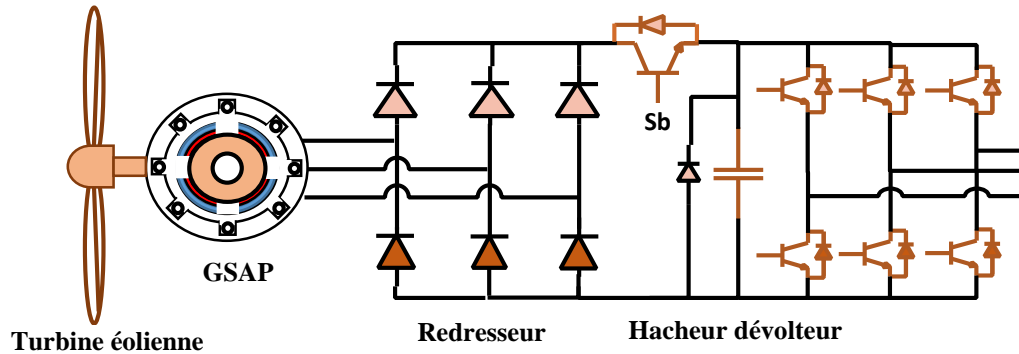 Sb
GSAP
Turbine éolienne
Redresseur
Hacheur dévolteur